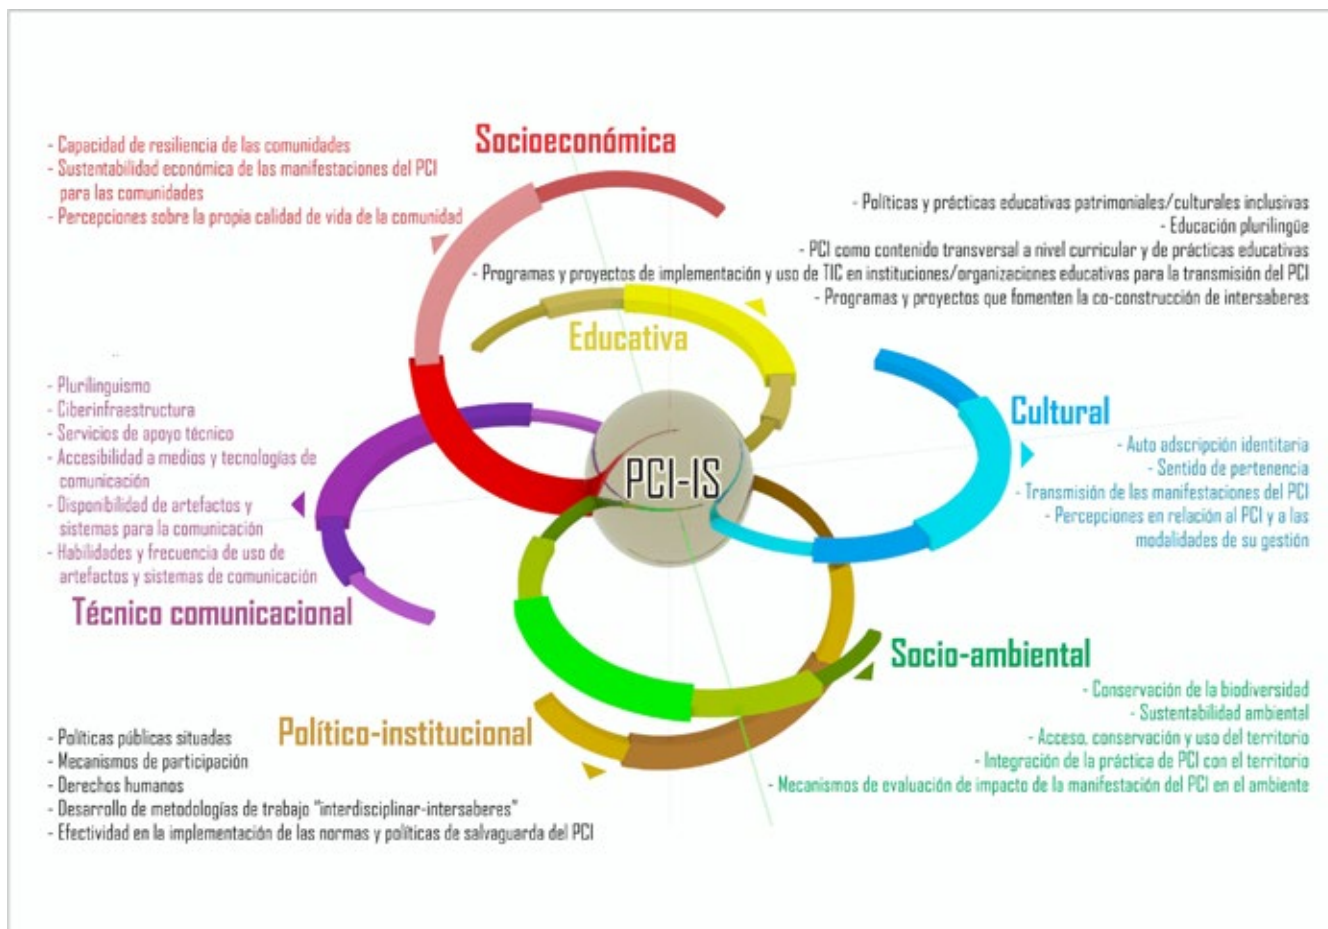 Socioeconómica
- Capacidad de resiliencia de las comunidades
- Sustentabilidad económica de las manifestaciones del PCI
para las comunidades
- Percepciones sobre la propia calidad de vida de la comunidad
- Políticas y prácticas educativas patrimoniales/culturales inclusivas
- Educación plurilingüe
- PCI como contenido transversal a nivel curricular y de prácticas educativas
- Programas y proyectos de implementación y uso de TIC en instituciones/organizaciones educativas para la transmisión del PCI
- Programas y proyectos que fomenten la co-construcción de intersaberes
Educativa
- Plurilinguismo
- Ciberinfraestructura
- Servicios de apoyo técnico
- Accesibilidad a medios y tecnologías de
comunicación
- Disponibilidad de artefactos y
sistemas para la comunicación
- Habilidades y frecuencia de uso de
artefactos y sistemas de comunicación
Técnico comunicacional
PCI-IS
Cultural
- Auto adscripción identitaria
- Sentido de pertenencia
- Transmisión de las manifestaciones del PCI
- Percepciones en relación al PCI y a las
modalidades de su gestión
Socio-ambiental
- Conservación de la biodiversidad
- Sustentabilidad ambiental
- Acceso, conservación y uso del territorio
- Integración de la práctica de PCI con el territorio
- Mecanismos de evaluación de impacto de la manifestación del PCI en el ambiente
Político-institucional
- Políticas públicas situadas
- Mecanismos de participación
- Derechos humanos
- Desarrollo de metodologías de trabajo "interdisciplinar-intersaberes"
- Efectividad en la implementación de las normas y políticas de salvaguarda del PCI